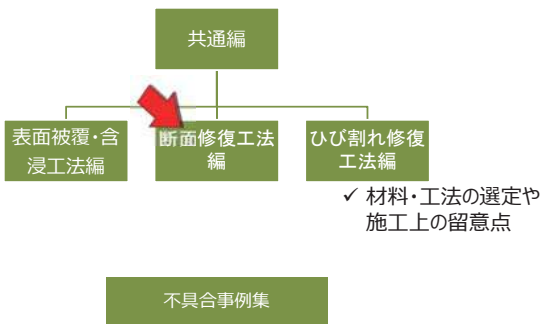 共通編
表面被覆・含
浸工法編
断面修復工法
編
ひび割れ修復
工法編
✓ 材料・工法の選定や
施工上の留意点
不具合事例集